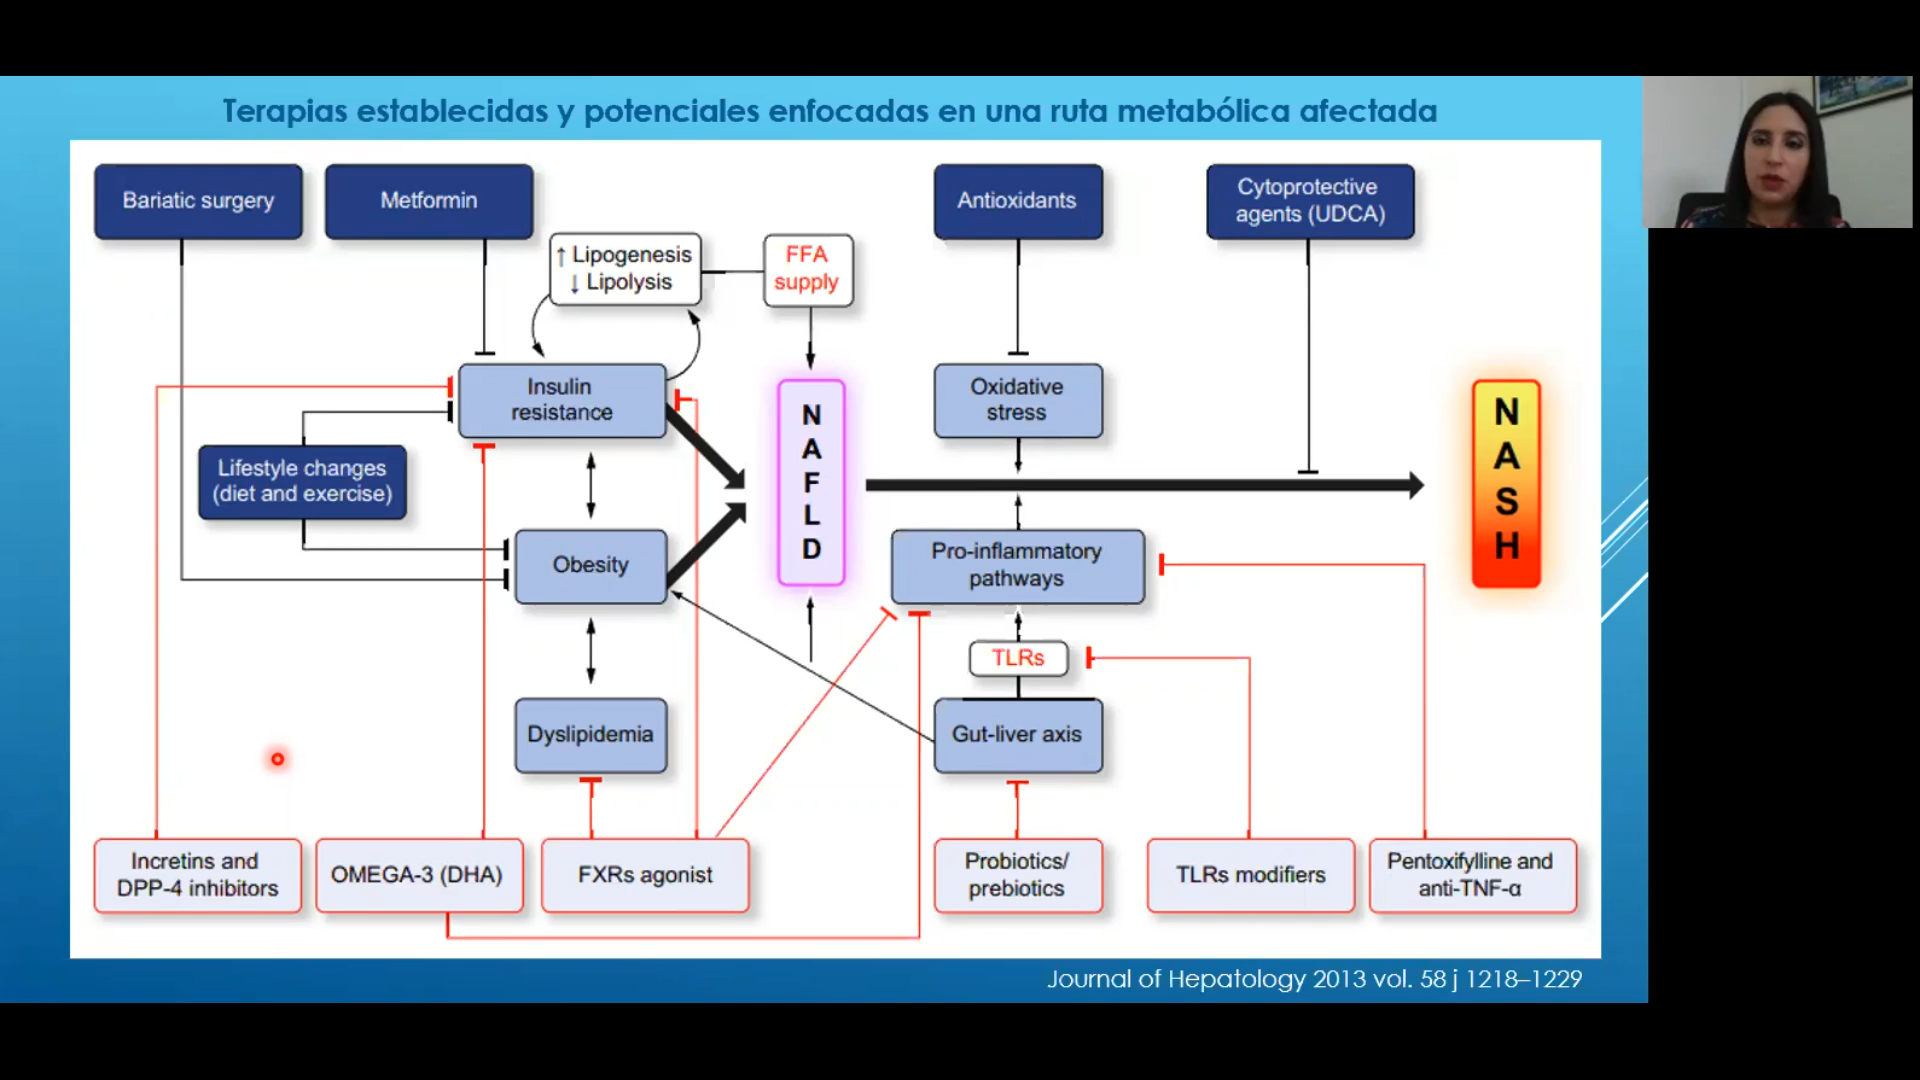 Terapias establecidas y potenciales enfocadas en una ruta metabólica afectada
Bariatic surgery
Metformin
Antioxidants
Cytoprotective
agents (UDCA)
↑ Lipogenesis
↓ Lipolysis
FFA
supply
Insulin
resistance
Oxidative
stress
N
A
F
L
D
N
A
S
H
Lifestyle changes
(diet and exercise)
Obesity
Pro-inflammatory
pathways
TLRs
Dyslipidemia
Gut-liver axis
Incretins and
DPP-4 inhibitors
OMEGA-3 (DHA)
FXRs agonist
Probiotics/
prebiotics
TLRs modifiers
Pentoxifylline and
anti-TNF-α
Journal of Hepatology 2013 vol. 58 j 1218–1229